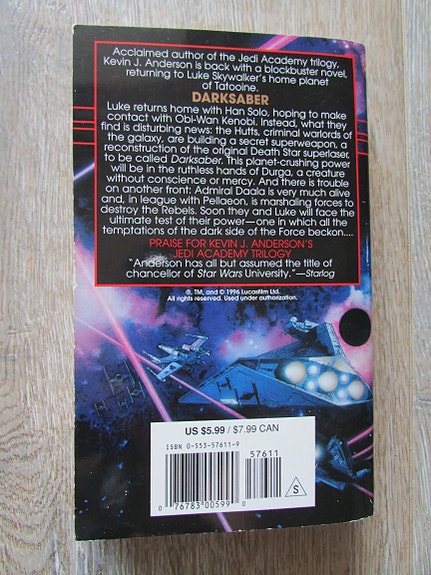 Acclaimed author of the Jedi Academy trilogy,
Kevin J. Anderson is back with a blockbuster novel,
returning to Luke Skywalker's home planet
of Tatooine.
DARKSABER
Luke returns home with Han Solo, hoping to make
contact with Obi-Wan Kenobi. Instead, what they
find is disturbing news: the Hutts, criminal warlords of
the galaxy, are building a secret superweapon, a
reconstruction of the original Death Star superlaser,
to be called Darksaber. This planet-crushing power
will be in the ruthless hands of Durga, a creature
without conscience or mercy. And there is trouble
on another front: Admiral Daala is very much alive
and, in league with Pellaeon, is marshaling forces to
destroy the Rebels. Soon they and Luke will face the
ultimate test of their power—one in which all the
temptations of the dark side of the Force beckon....
PRAISE FOR KEVIN J. ANDERSON'S
JEDI ACADEMY TRILOGY
"Anderson has all but assumed the title of
chancellor of Star Wars University."—Starlog
®, TM, and © 1996 Lucasfilm Ltd.
All rights reserved. Used under authorization.
US $5.99 / $7.99 CAN
ISBN 0-553-57611-9
57611
0 76783 00599 0
S